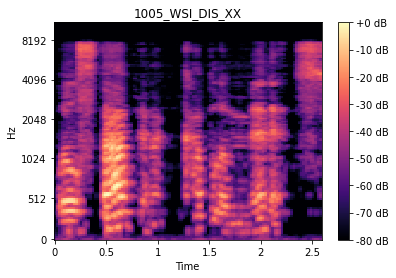 1005_WSI_DIS_XX
8192
4096
2048
1024
512
0
Hz
0
0.5
1
1.5
2
2.5
Time
+0 dB
-10 dB
-20 dB
-30 dB
-40 dB
-50 dB
-60 dB
-70 dB
-80 dB